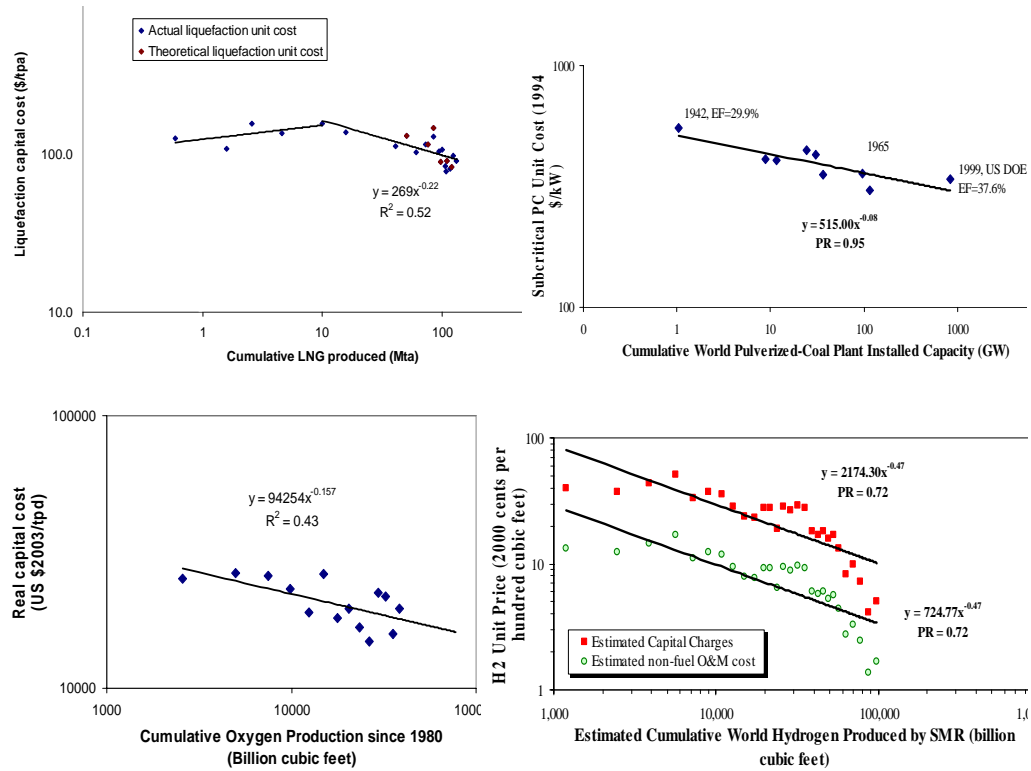 Liquefaction capital cost ($/tpa)
100.0
10.0
Actual liquefaction unit cost
Theoretical liquefaction unit cost
y = 269x^-0.22
R² = 0.52
0.1
1
10
100
Cumulative LNG produced (Mta)
Subcritical PC Unit Cost (1994
$/kW)
1000
100
1942, EF=29.9%
1965
1999, US DOE
EF=37.6%
y = 515.00x^-0.08
PR = 0.95
0
1
10
100
1000
Cumulative World Pulverized-Coal Plant Installed Capacity (GW)
Real capital cost
(US $2003/tpd)
100000
10000
y = 94254x^-0.157
R² = 0.43
1000
10000
1000
Cumulative Oxygen Production since 1980
(Billion cubic feet)
H2 Unit Price (2000 cents per
hundred cubic feet)
100
10
1
y = 2174.30x^-0.47
PR = 0.72
y = 724.77x^-0.47
PR = 0.72
Estimated Capital Charges
Estimated non-fuel O&M cost
1,000
10,000
100,000
1,0
Estimated Cumulative World Hydrogen Produced by SMR (billion
cubic feet)